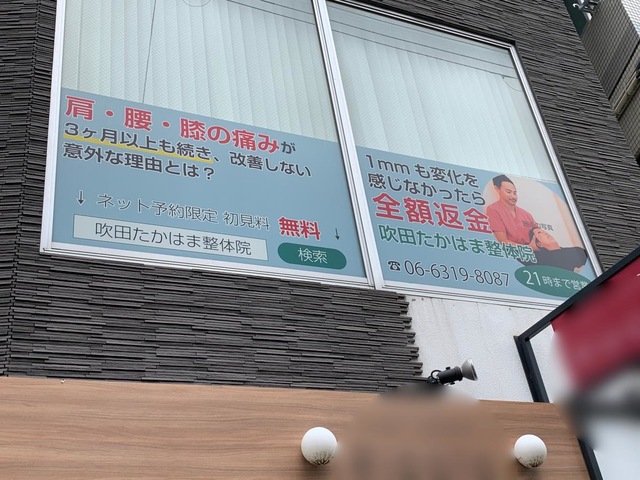 肩・腰・膝の痛みが
3ヶ月以上も続き、改善しない
意外な理由とは？
↓ ネット予約限定 初見料 無料 ↓
吹田たかはま整体院 検索
1mmも変化を
感じなかったら
全額返金
吹田たかはま整体院
☎06-6319-8087
21時まで営業